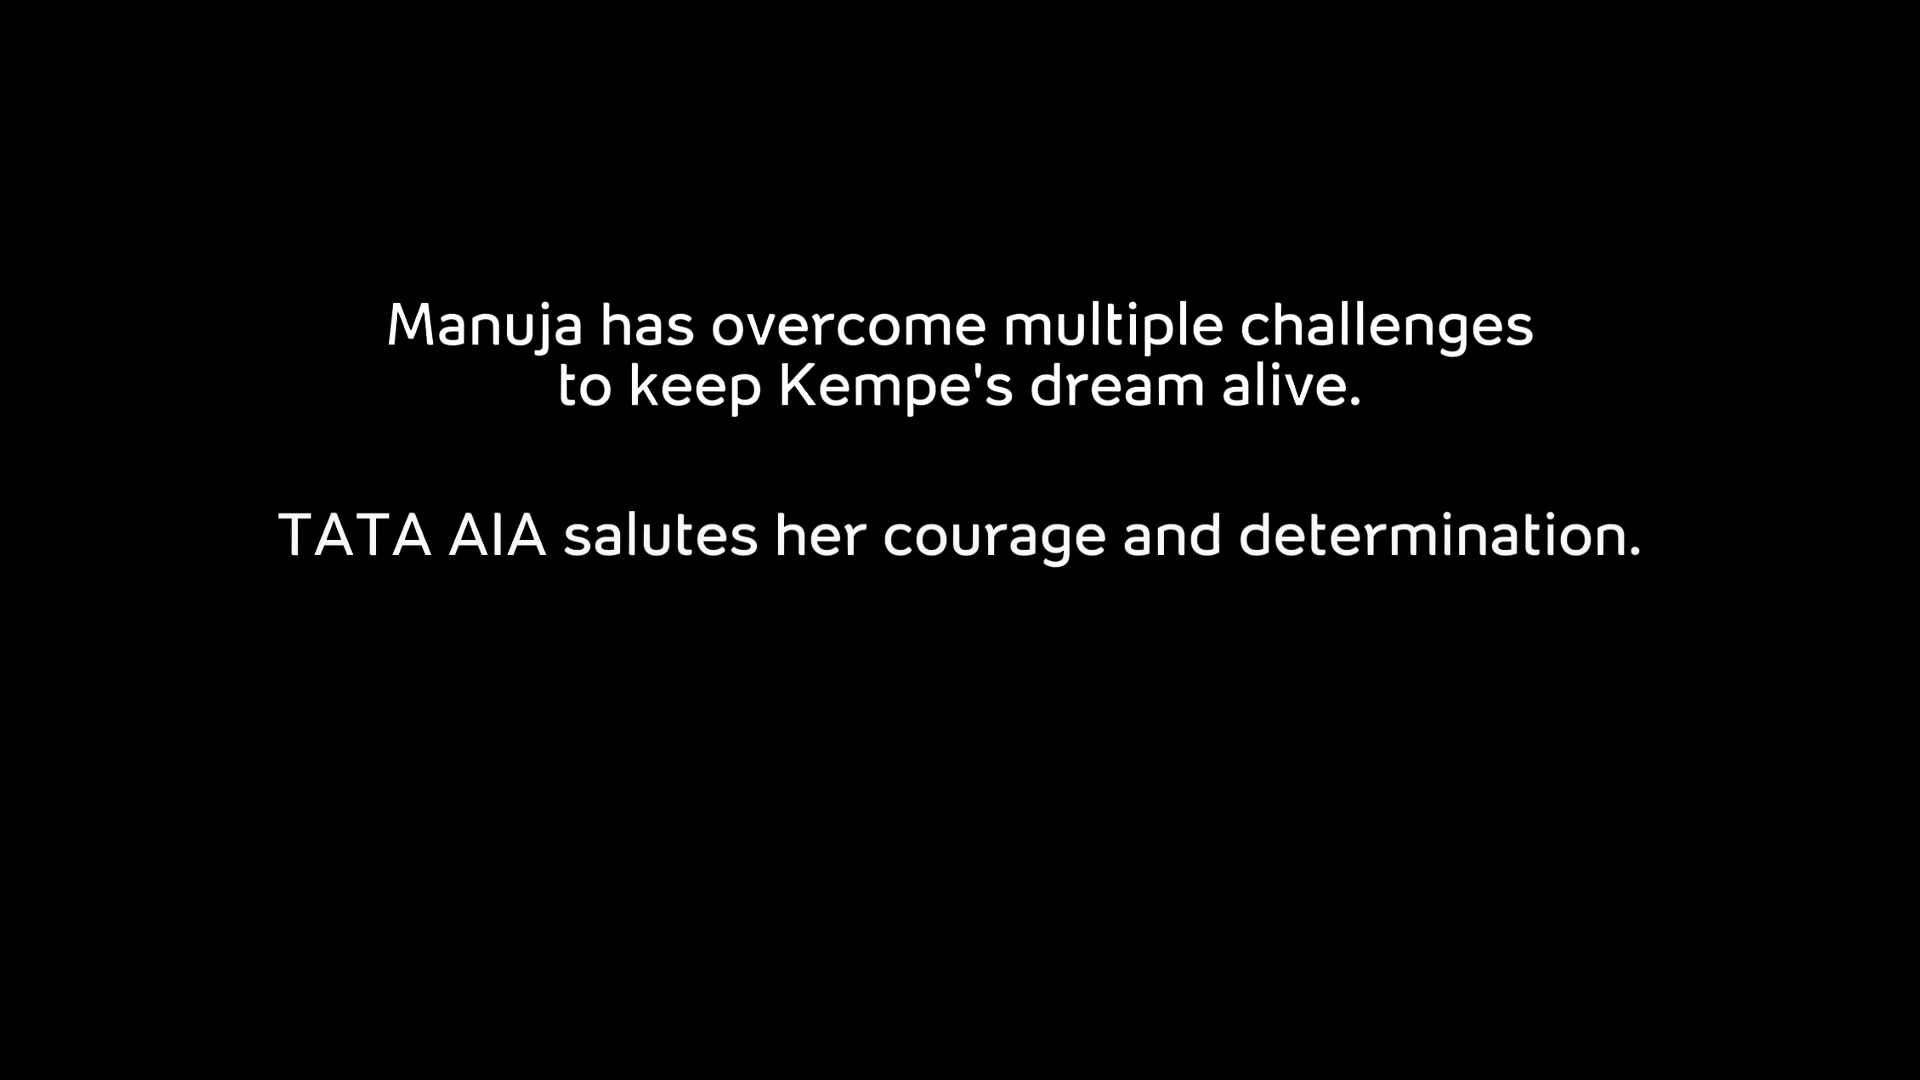 Manuja has overcome multiple challenges
to keep Kempe's dream alive.
TATA AIA salutes her courage and determination.